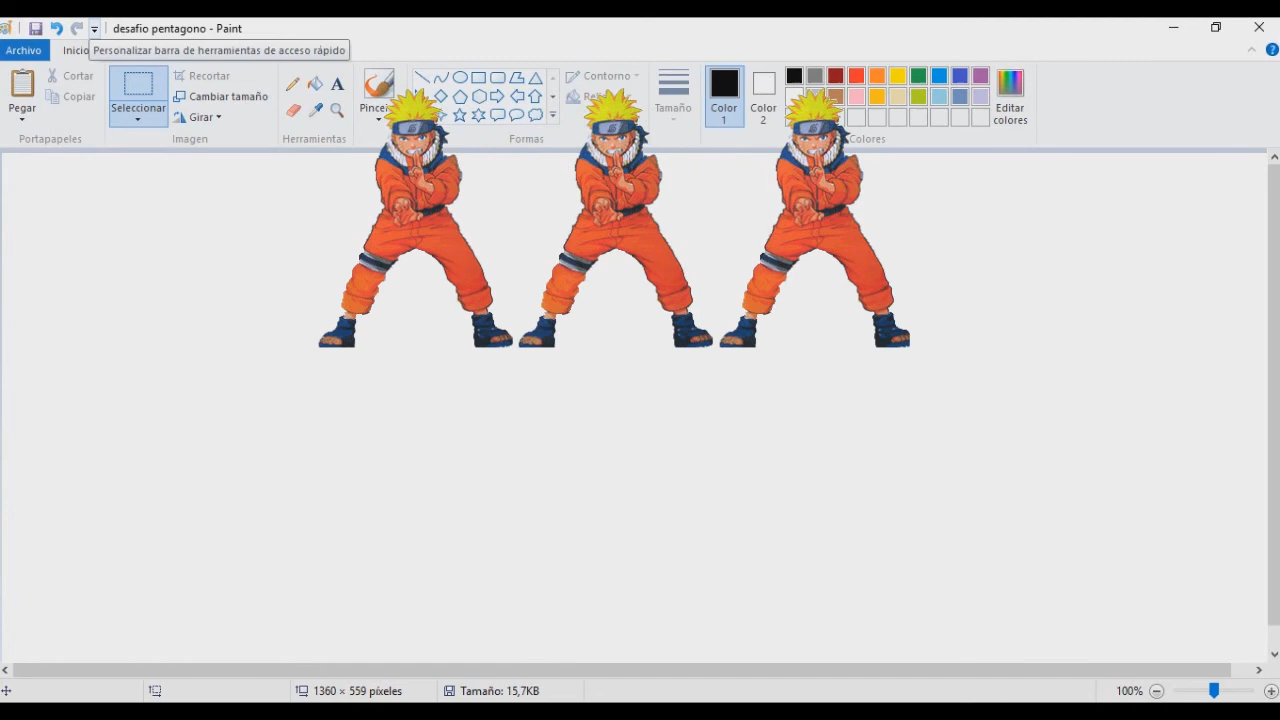 desafio pentagono - Paint
Archivo
Inicio
Personalizar barra de herramientas de acceso rápido
Pegar
Cortar
Copiar
Portapapeles
Seleccionar
Recortar
Cambiar tamaño
Girar
Imagen
Herramientas
Formas
Contorno
Tamaño
Color
1
Color
2
Editar
colores
Colores
1360 × 559 píxeles
Tamaño: 15,7KB
100%